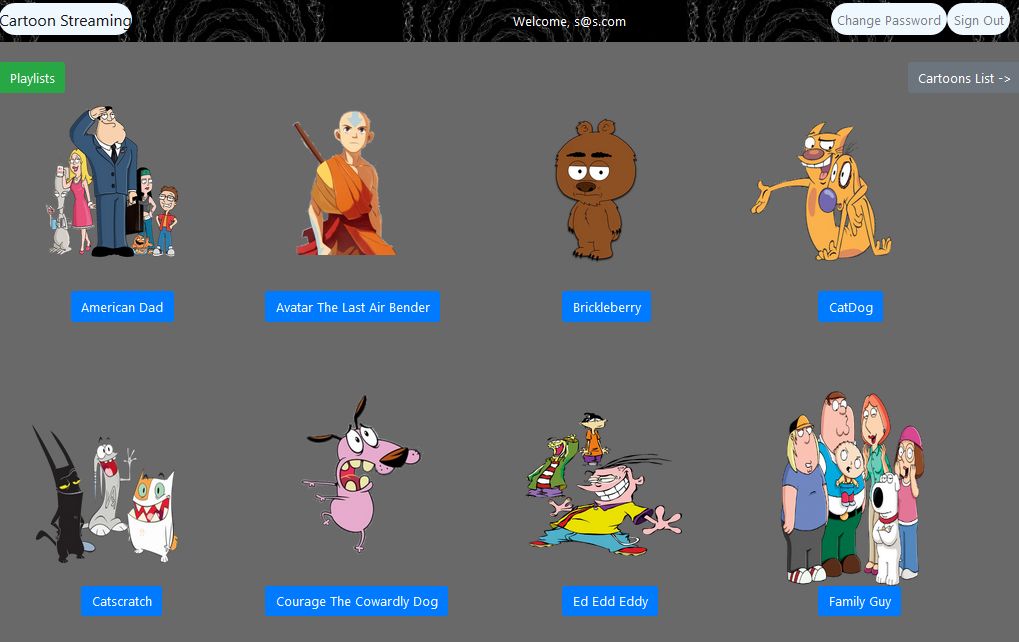 Cartoon Streaming
Welcome, s@s.com
Change Password
Sign Out
Playlists
Cartoons List ->
American Dad
Avatar The Last Air Bender
Brickleberry
CatDog
Catscratch
Courage The Cowardly Dog
Ed Edd Eddy
Family Guy